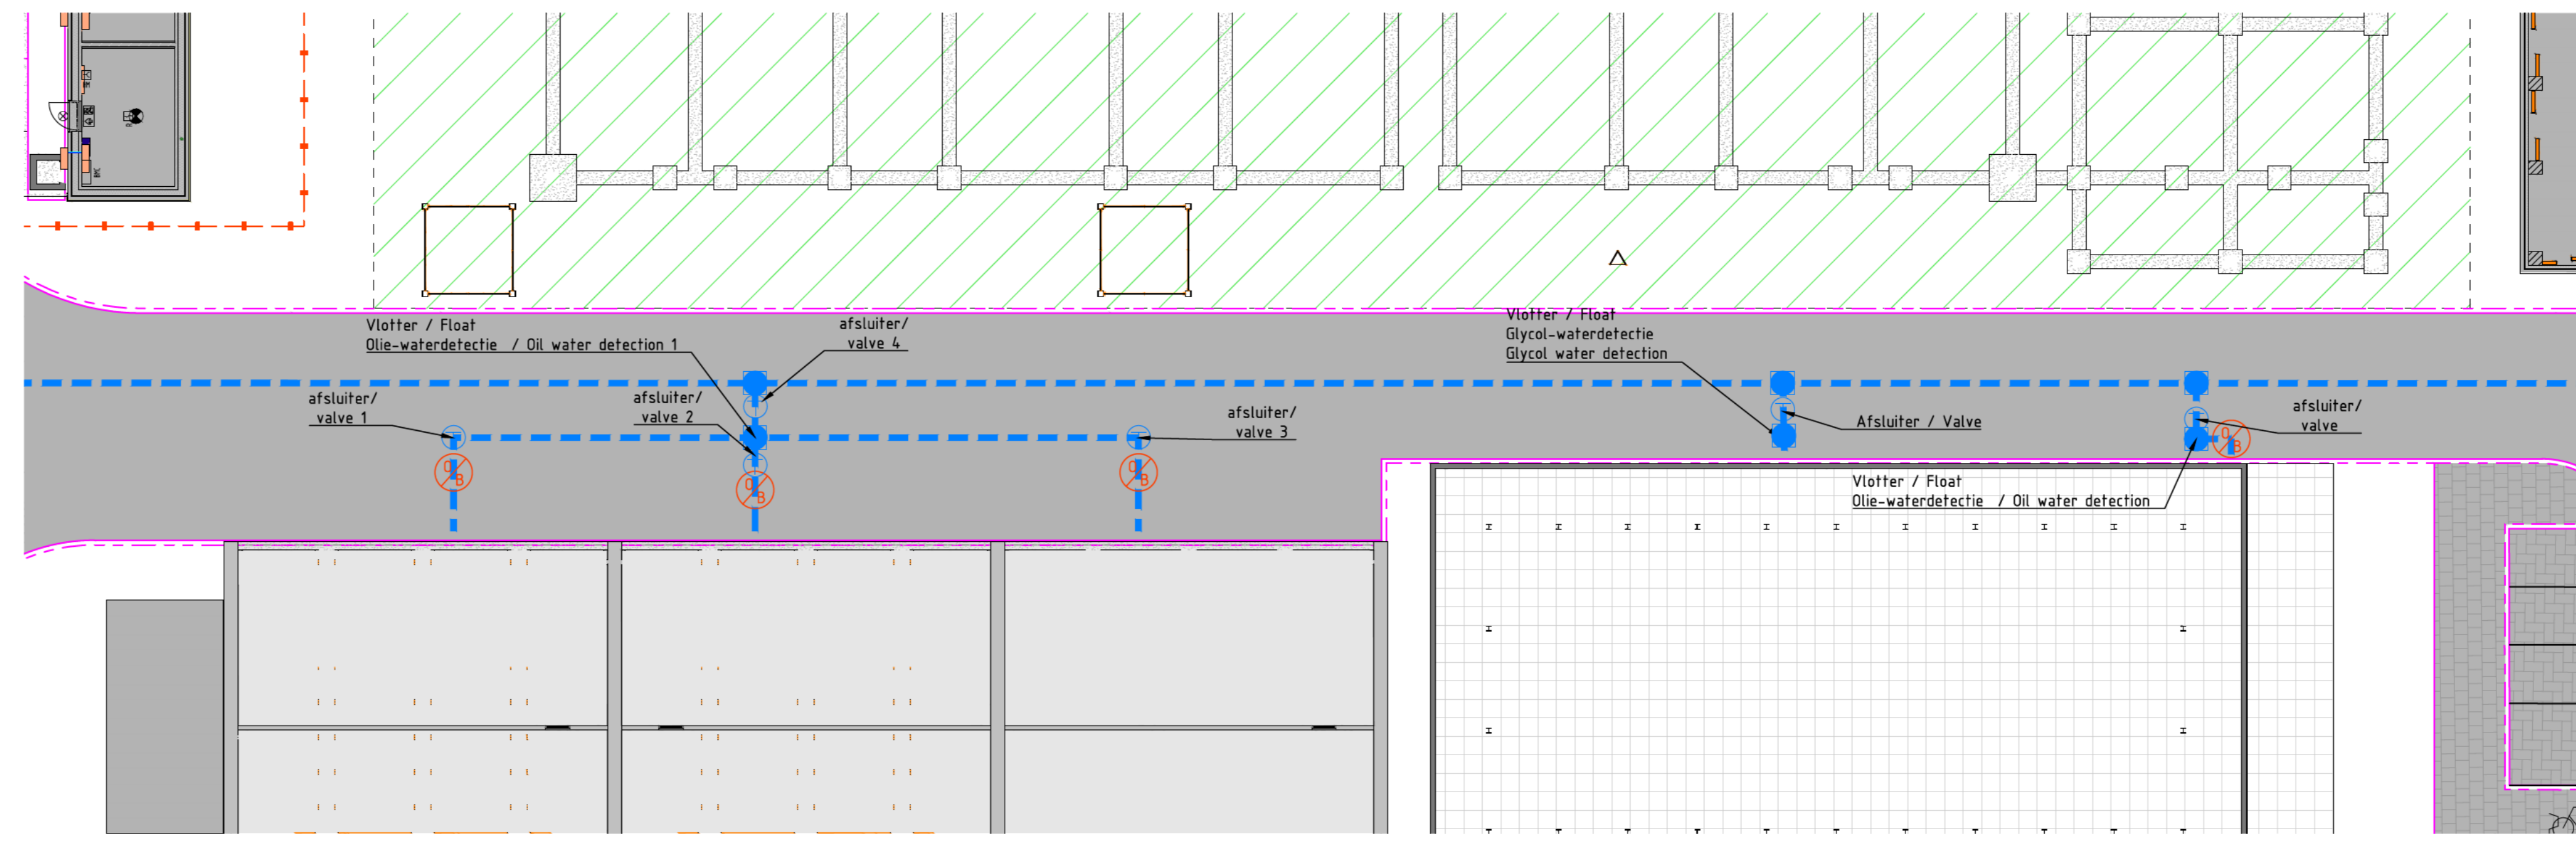 Vlotter / Float
Olie-waterdetectie / Oil water detection 1
afsluiter/
valve 4
afsluiter/
valve 1
afsluiter/
valve 2
afsluiter/
valve 3
Vlotter / Float
Glycol-waterdetectie
Glycol water detection
Afsluiter / Valve
afsluiter/
valve
Vlotter / Float
Olie-waterdetectie / Oil water detection
O B
O B
O B
O B